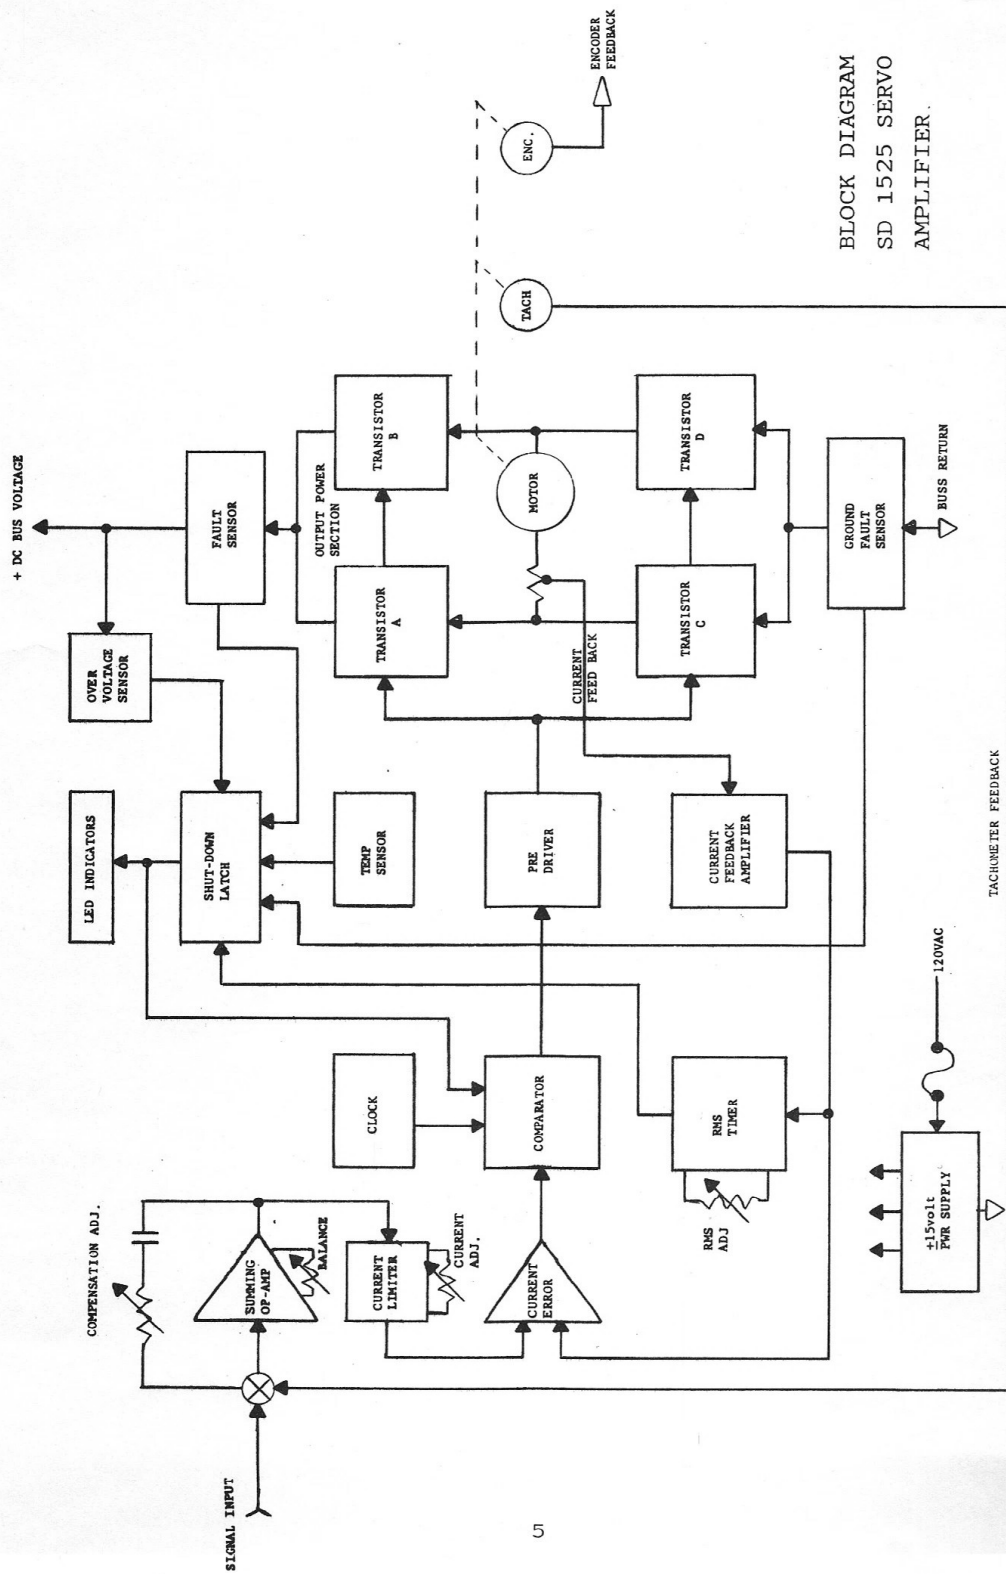 + DC BUS VOLTAGE
LED INDICATORS
OVER
VOLTAGE
SENSOR
FAULT
SENSOR
SHUT-DOWN
LATCH
COMPENSATION ADJ.
SIGNAL INPUT
SUMMING
OP-AMP
BALANCE
CURRENT
LIMITER
CURRENT
ADJ.
CLOCK
TEMP
SENSOR
OUTPUT POWER
SECTION
TRANSISTOR
A
TRANSISTOR
B
CURRENT
ERROR
COMPARATOR
PRE
DRIVER
MOTOR
TACH
ENC.
ENCODER
FEEDBACK
CURRENT
FEED BACK
RMS
ADJ
RMS
TIMER
CURRENT
FEEDBACK
AMPLIFIER
TRANSISTOR
C
TRANSISTOR
D
GROUND
FAULT
SENSOR
BUSS RETURN
±15volt
PWR SUPPLY
120VAC
TACHOMETER FEEDBACK
BLOCK DIAGRAM
SD 1525 SERVO
AMPLIFIER.
5